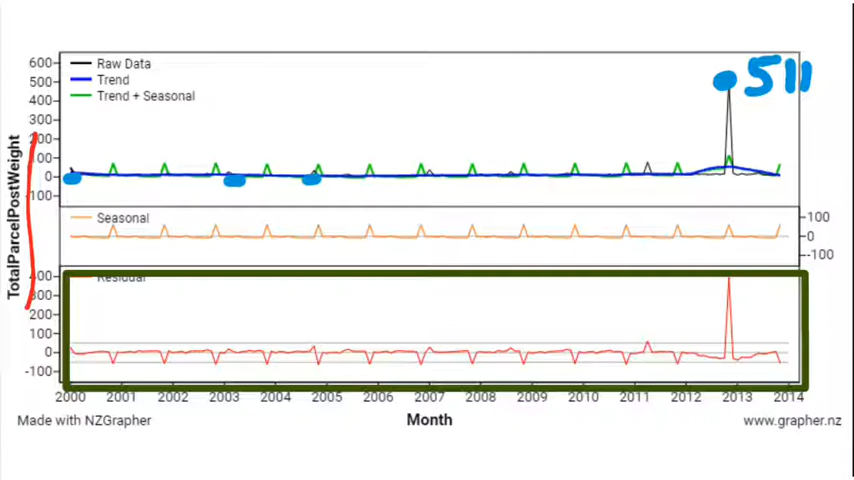 600
500
400
300
200
100
0
-100
Raw Data
Trend
Trend + Seasonal
511
TotalParcelPostWeight
Seasonal
100
0
-100
Residual
400
300
200
100
0
-100
2000 2001 2002 2003 2004 2005 2006 2007 2008 2009 2010 2011 2012 2013 2014
Made with NZGrapher
Month
www.grapher.nz